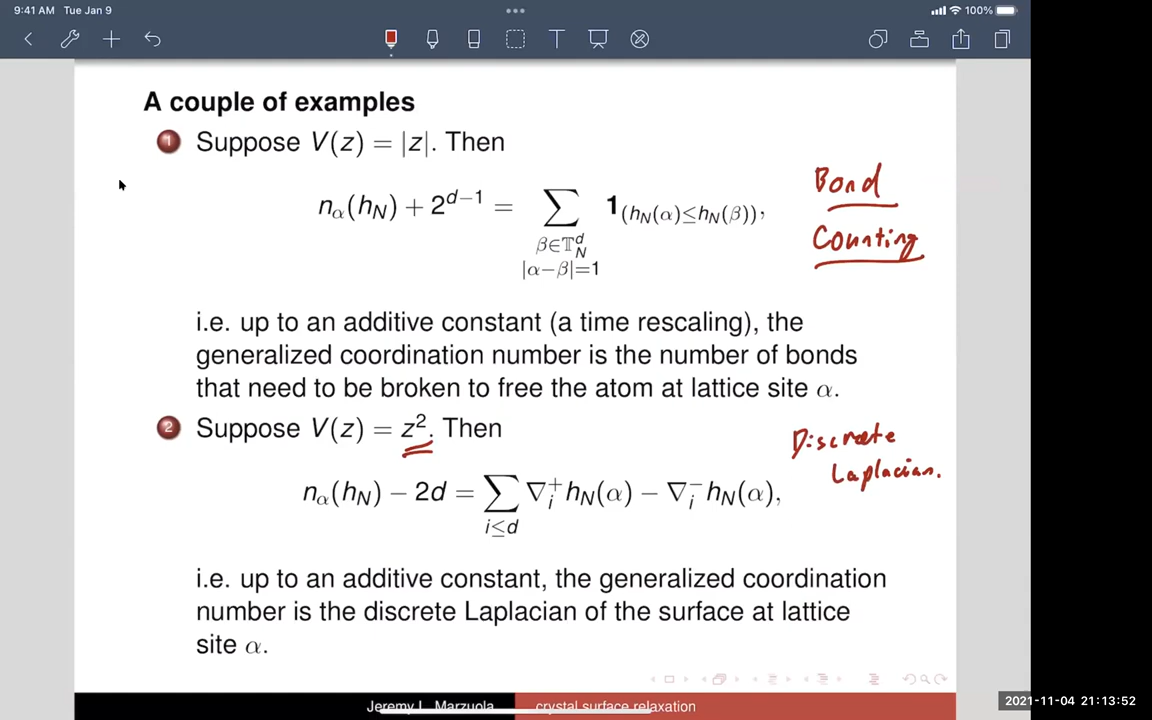 9:41 AM Tue Jan 9
100%
A couple of examples
1 Suppose V(z) = |z|. Then
n_α(h_N) + 2^{d−1} = ∑_{β∈𝕋_N^d, |α−β|=1} 𝟏_{(h_N(α)≤h_N(β))},
Bond
Counting
i.e. up to an additive constant (a time rescaling), the
generalized coordination number is the number of bonds
that need to be broken to free the atom at lattice site α.
2 Suppose V(z) = z². Then
Discrete
Laplacian.
n_α(h_N) − 2d = ∑_{i≤d} ∇_i^+ h_N(α) − ∇_i^− h_N(α),
i.e. up to an additive constant, the generalized coordination
number is the discrete Laplacian of the surface at lattice
site α.
Jeremy L. Marzuola crystal surface relaxation
2021-11-04 21:13:52